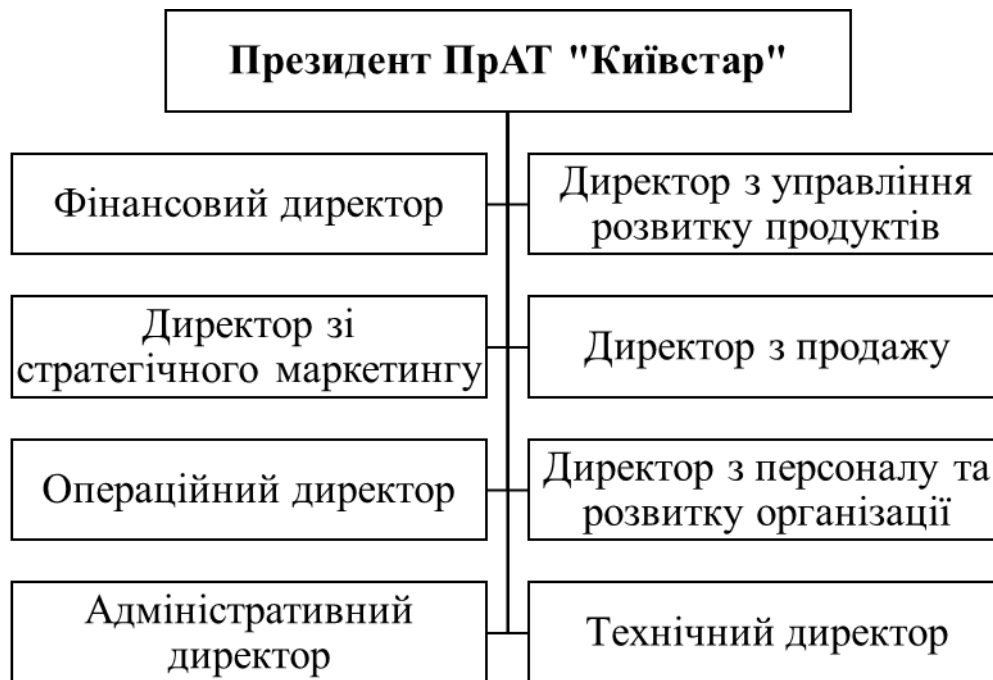 Президент ПрАТ "Київстар"
Фінансовий директор
Директор з управління
розвитку продуктів
Директор зі
стратегічного маркетингу
Директор з продажу
Операційний директор
Директор з персоналу та
розвитку організації
Адміністративний
директор
Технічний директор